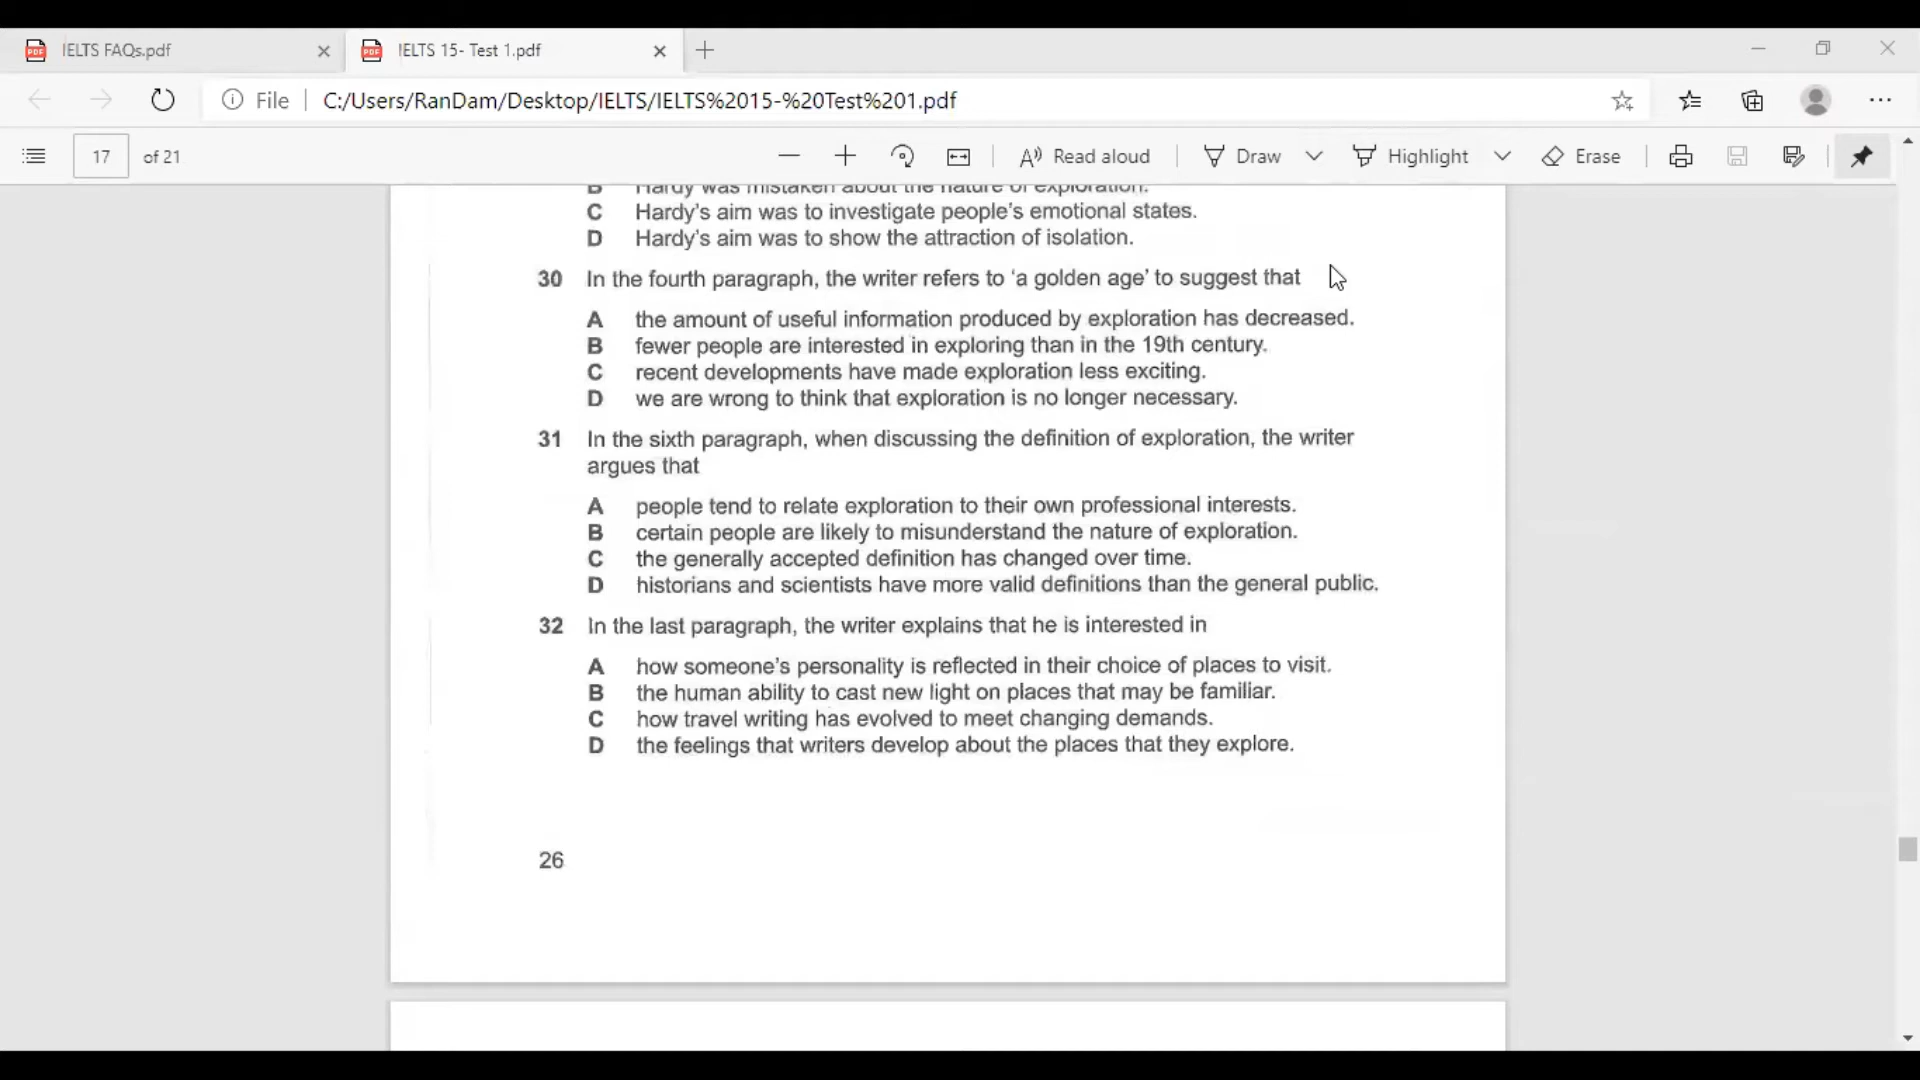 IELTS FAQs.pdf
IELTS 15- Test 1.pdf
File
C:/Users/RanDam/Desktop/IELTS/IELTS%2015-%20Test%201.pdf
17 of 21
Read aloud
Draw
Highlight
Erase
B Hardy was mistaken about the nature of exploration.
C Hardy's aim was to investigate people's emotional states.
D Hardy's aim was to show the attraction of isolation.
30 In the fourth paragraph, the writer refers to 'a golden age' to suggest that
A the amount of useful information produced by exploration has decreased.
B fewer people are interested in exploring than in the 19th century.
C recent developments have made exploration less exciting.
D we are wrong to think that exploration is no longer necessary.
31 In the sixth paragraph, when discussing the definition of exploration, the writer
argues that
A people tend to relate exploration to their own professional interests.
B certain people are likely to misunderstand the nature of exploration.
C the generally accepted definition has changed over time.
D historians and scientists have more valid definitions than the general public.
32 In the last paragraph, the writer explains that he is interested in
A how someone's personality is reflected in their choice of places to visit.
B the human ability to cast new light on places that may be familiar.
C how travel writing has evolved to meet changing demands.
D the feelings that writers develop about the places that they explore.
26